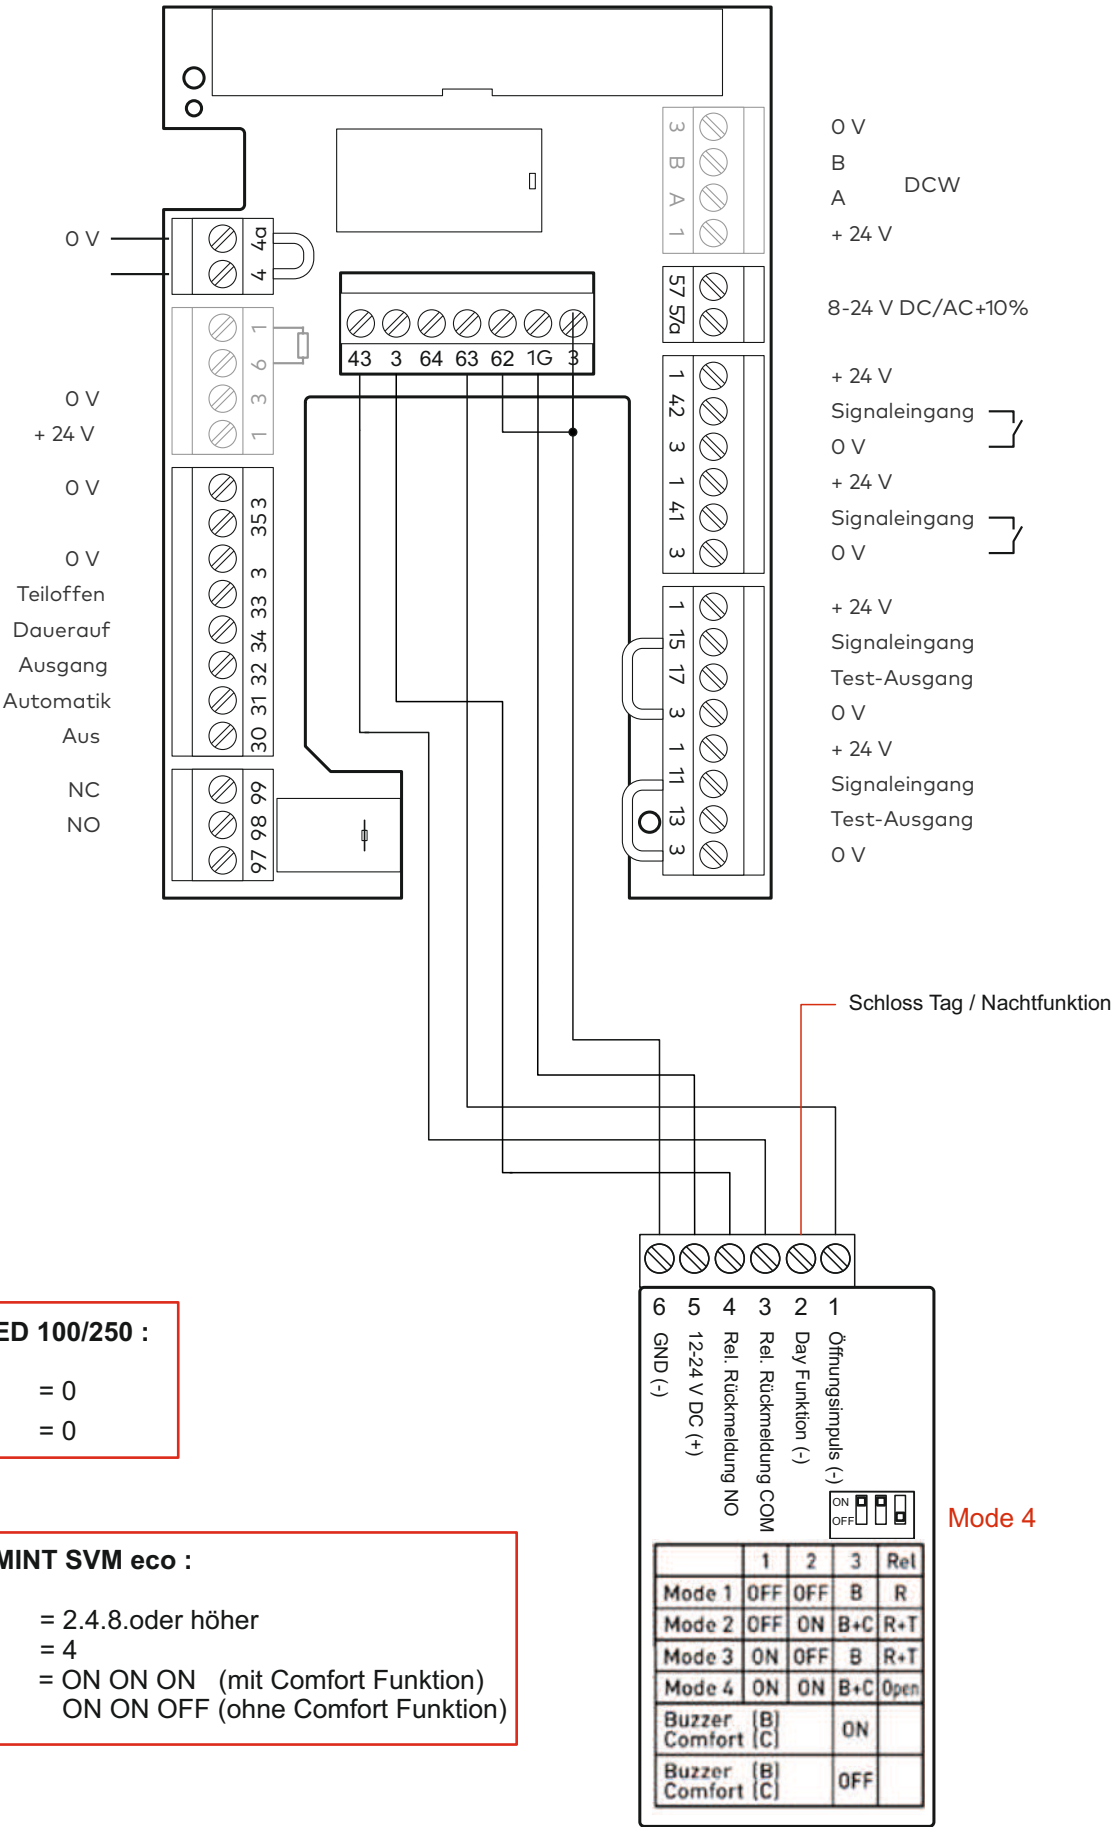 0 V
4a
4
1
6
0 V
3
+ 24 V
1
0 V
3
35
0 V
3
Teiloffen
33
Dauerauf
34
Ausgang
32
Automatik
31
Aus
30
NC
99
NO
98
97
43 3 64 63 62 1G 3
3 0 V
B B
A A
DCW
1 + 24 V
57
57a
8-24 V DC/AC+10%
1 + 24 V
42 Signaleingang
3 0 V
1 + 24 V
41 Signaleingang
3 0 V
1 + 24 V
15 Signaleingang
17 Test-Ausgang
3 0 V
1 + 24 V
11 Signaleingang
13 Test-Ausgang
3 0 V
Schloss Tag / Nachtfunktion
6 5 4 3 2 1
GND (-)
12-24 V DC (+)
Rel. Rückmeldung NO
Rel. Rückmeldung COM
Day Funktion (-)
Öffnungsimpuls (-)
ON
OFF
Mode 4
1 2 3 Rel
Mode 1 OFF OFF B R
Mode 2 OFF ON B+C R+T
Mode 3 ON OFF B R+T
Mode 4 ON ON B+C Open
Buzzer (B)
Comfort (C) ON
Buzzer (B)
Comfort (C) OFF
ED 100/250 :
= 0
= 0
MINT SVM eco :
= 2.4.8.oder höher
= 4
= ON ON ON (mit Comfort Funktion)
ON ON OFF (ohne Comfort Funktion)